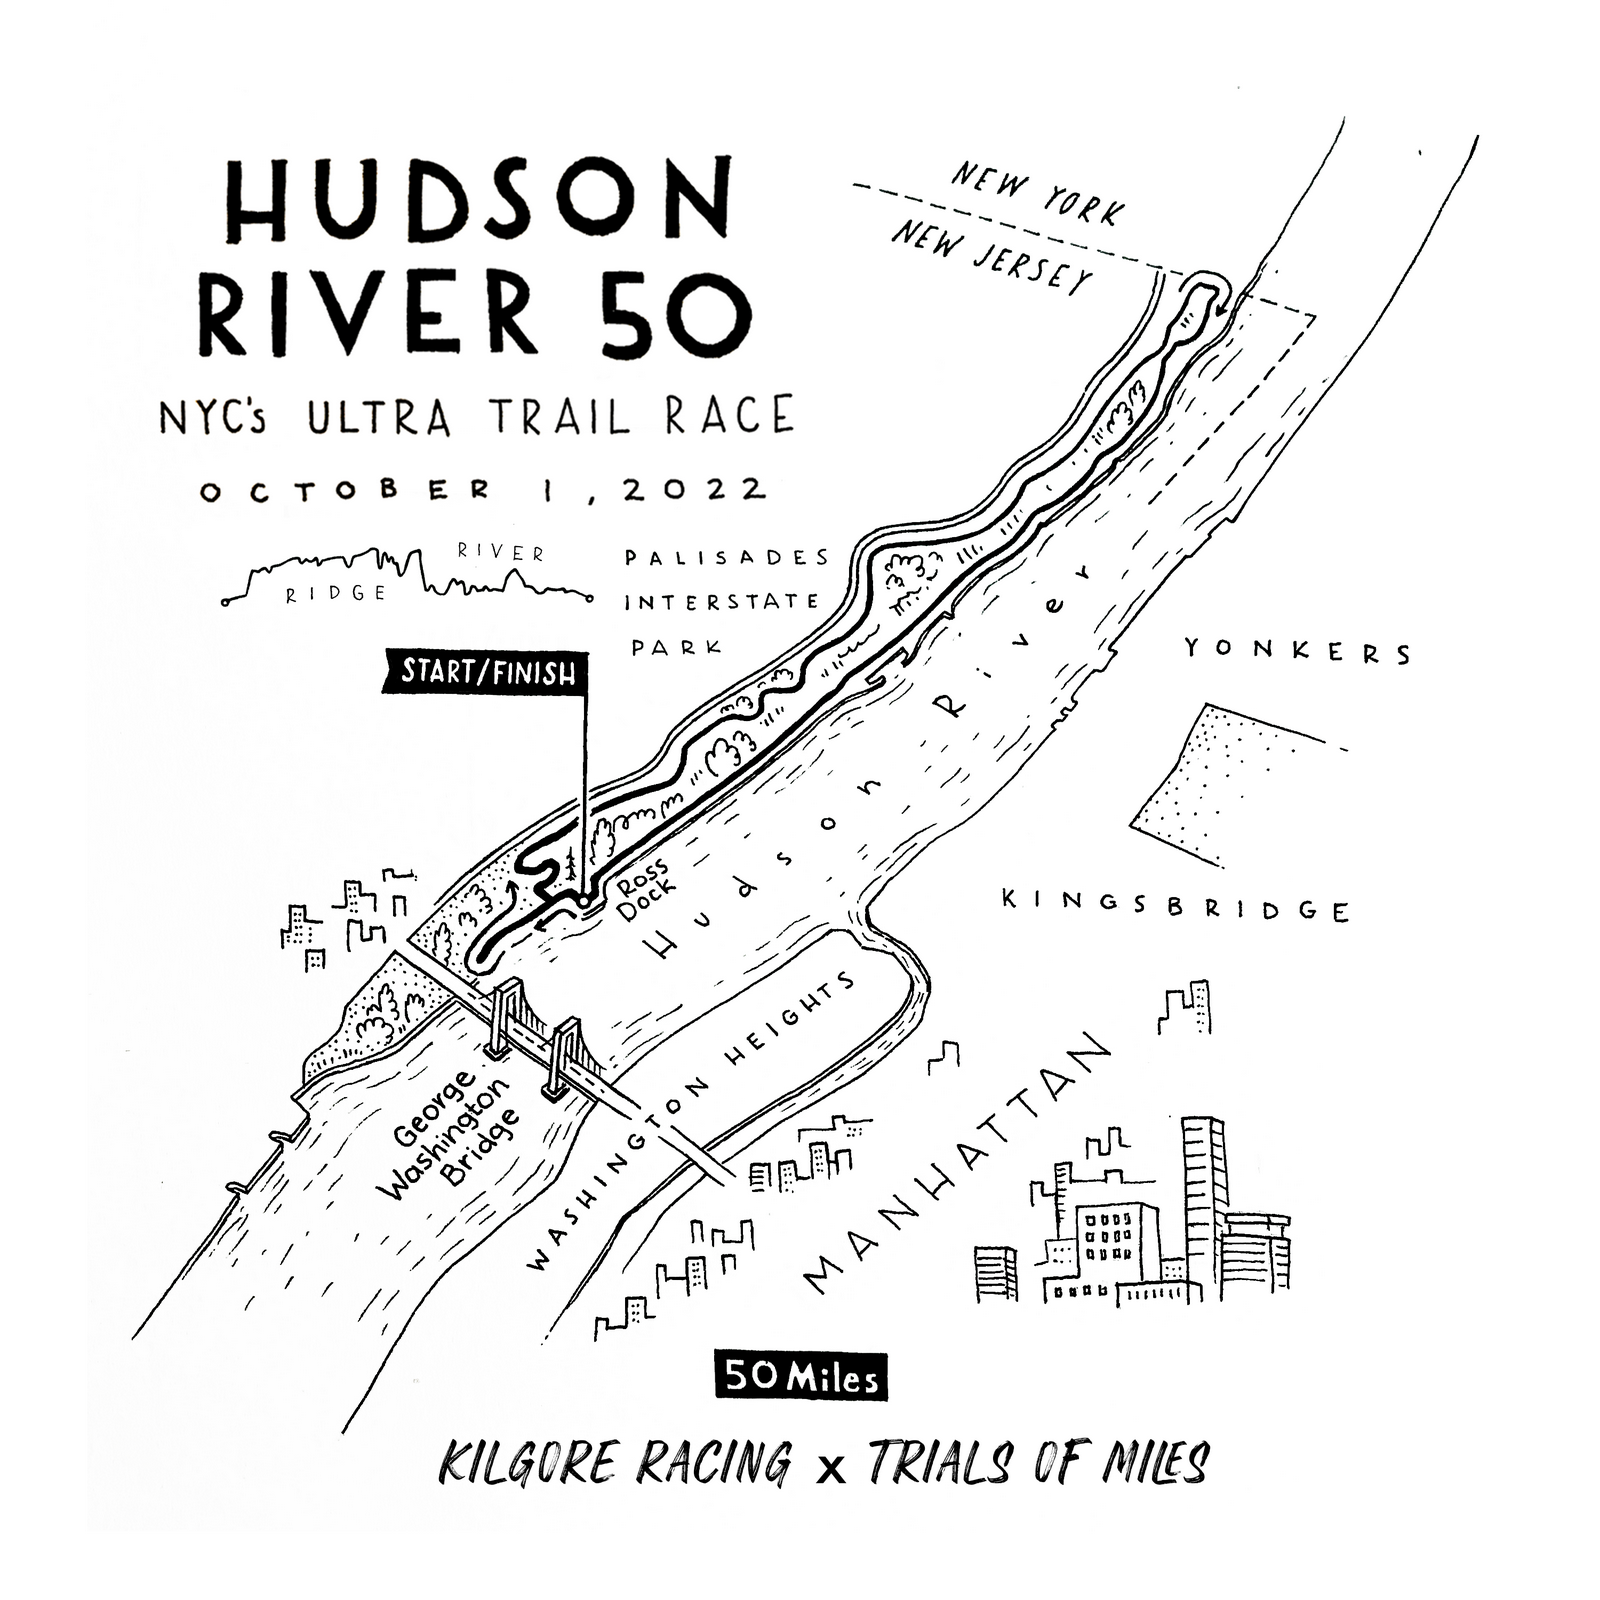 HUDSON
RIVER 50
NYC's ULTRA TRAIL RACE
OCTOBER 1, 2022
RIVER
RIDGE
PALISADES
INTERSTATE
PARK
START/FINISH
NEW YORK
NEW JERSEY
Hudson River
YONKERS
KINGSBRIDGE
Ross
Dock
George
Washington
Bridge
WASHINGTON HEIGHTS
MANHATTAN
50 Miles
KILGORE RACING x TRIALS OF MILES